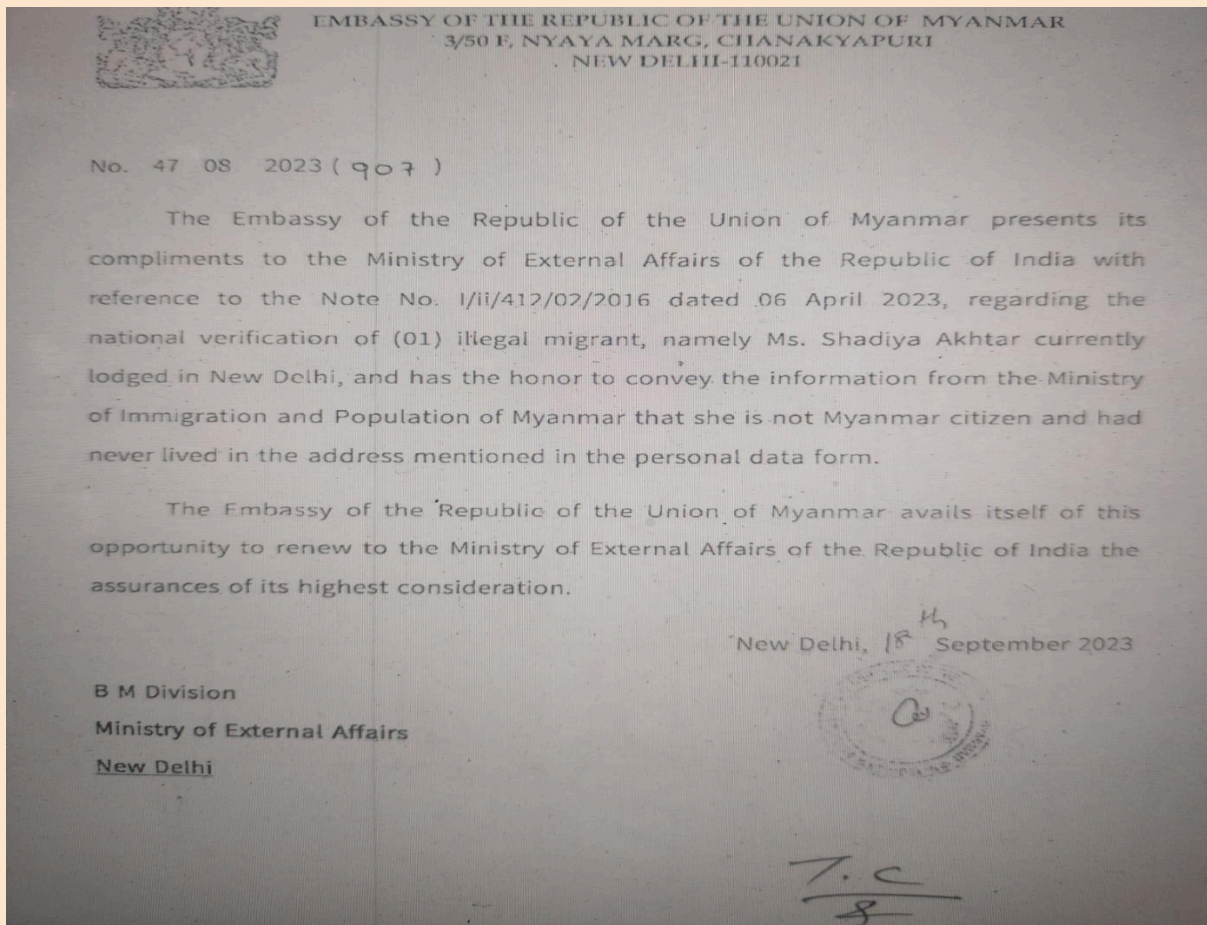 EMBASSY OF THE REPUBLIC OF THE UNION OF MYANMAR
3/50 F, NYAYA MARG, CHANAKYAPURI
NEW DELHI-110021
No. 47 08 2023 ( 907 )
The Embassy of the Republic of the Union of Myanmar presents its
compliments to the Ministry of External Affairs of the Republic of India with
reference to the Note No. I/ii/412/02/2016 dated 06 April 2023, regarding the
national verification of (01) illegal migrant, namely Ms. Shadiya Akhtar currently
lodged in New Delhi, and has the honor to convey the information from the Ministry
of Immigration and Population of Myanmar that she is not Myanmar citizen and had
never lived in the address mentioned in the personal data form.
The Embassy of the Republic of the Union of Myanmar avails itself of this
opportunity to renew to the Ministry of External Affairs of the Republic of India the
assurances of its highest consideration.
New Delhi, 18th September 2023
B M Division
Ministry of External Affairs
New Delhi
T.C